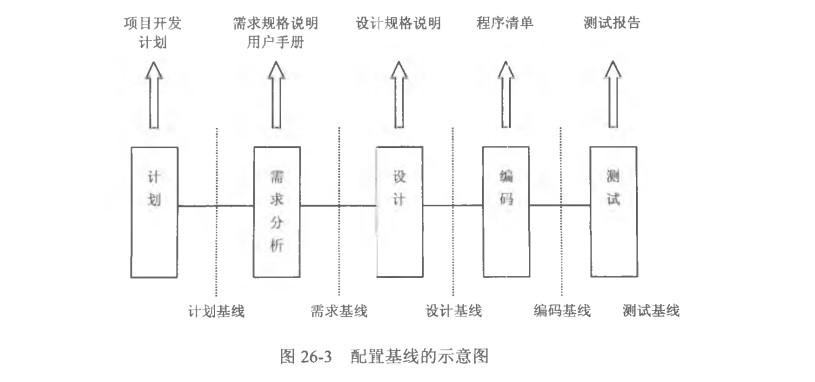 项目开发
计划
需求规格说明
用户手册
设计规格说明
程序清单
测试报告
计划
需求分析
设计
编码
测试
计划基线
需求基线
设计基线
编码基线
测试基线
图 26-3 配置基线的示意图